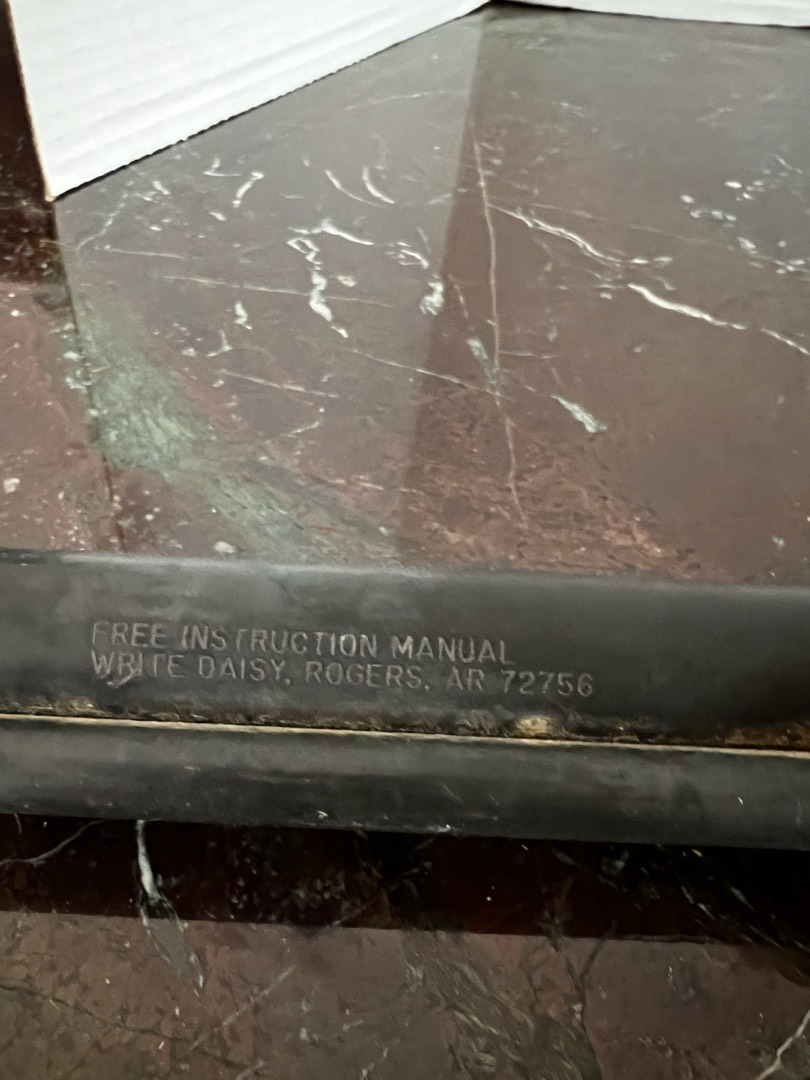 FREE INSTRUCTION MANUAL
WRITE DAISY, ROGERS, AR 72756